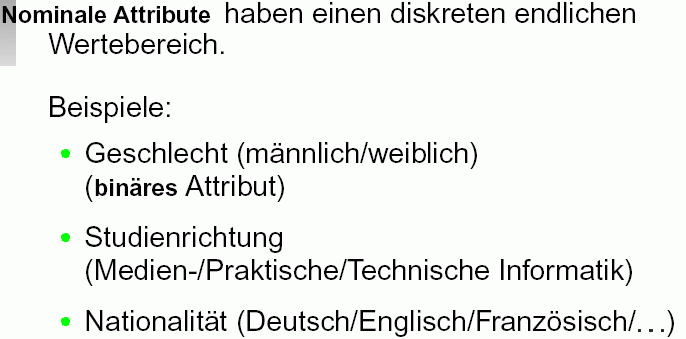 Nominale Attribute haben einen diskreten endlichen
Wertebereich.
Beispiele:
• Geschlecht (männlich/weiblich)
(binäres Attribut)
• Studienrichtung
(Medien-/Praktische/Technische Informatik)
• Nationalität (Deutsch/Englisch/Französisch/…)